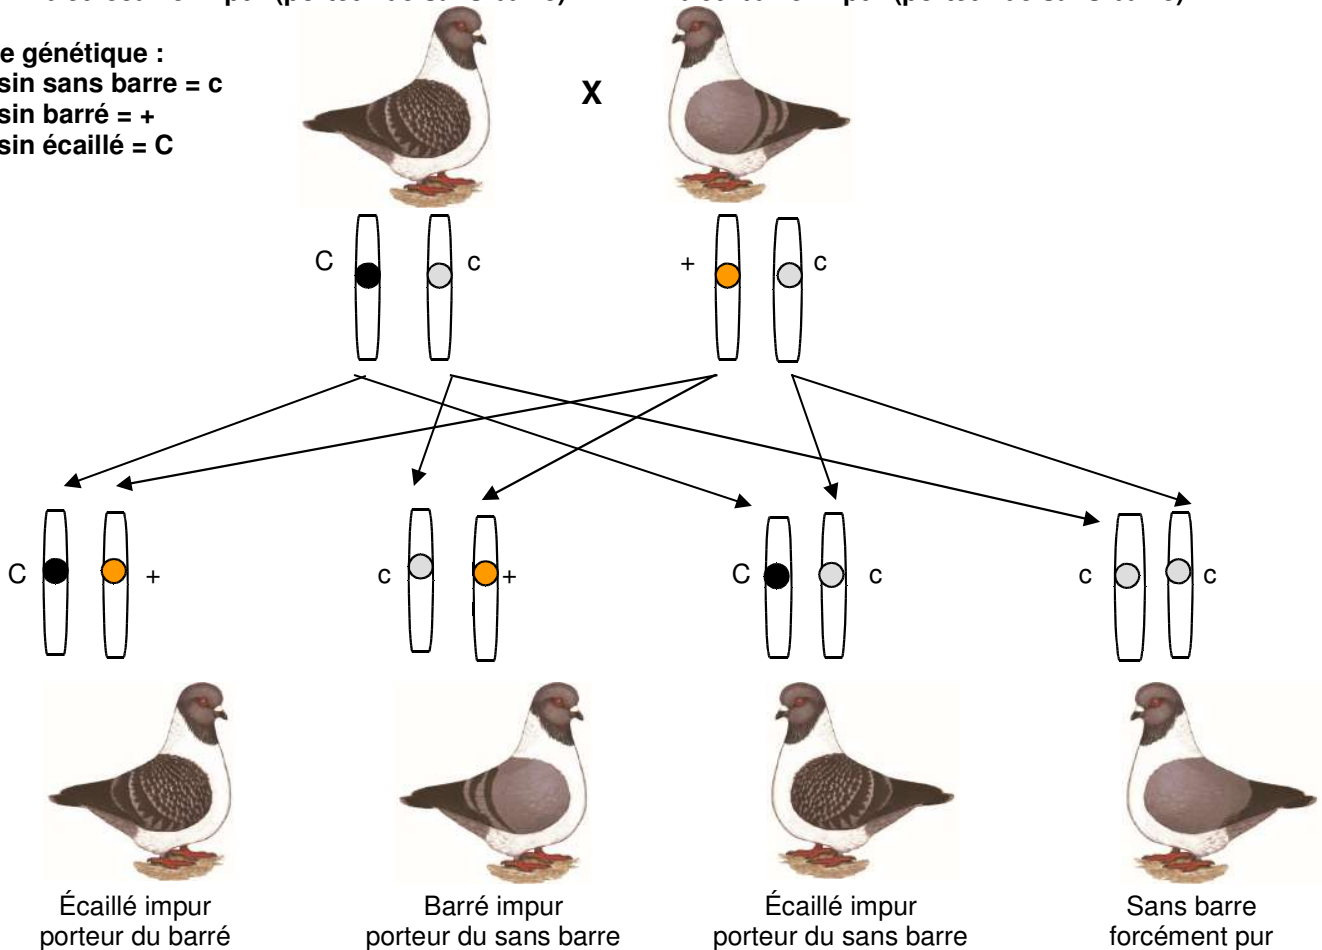 e génétique :
sin sans barre = c
sin barré = +
sin écaillé = C
X
C c + c
C + c + C c c c
Écaillé impur
porteur du barré
Barré impur
porteur du sans barre
Écaillé impur
porteur du sans barre
Sans barre
forcément pur